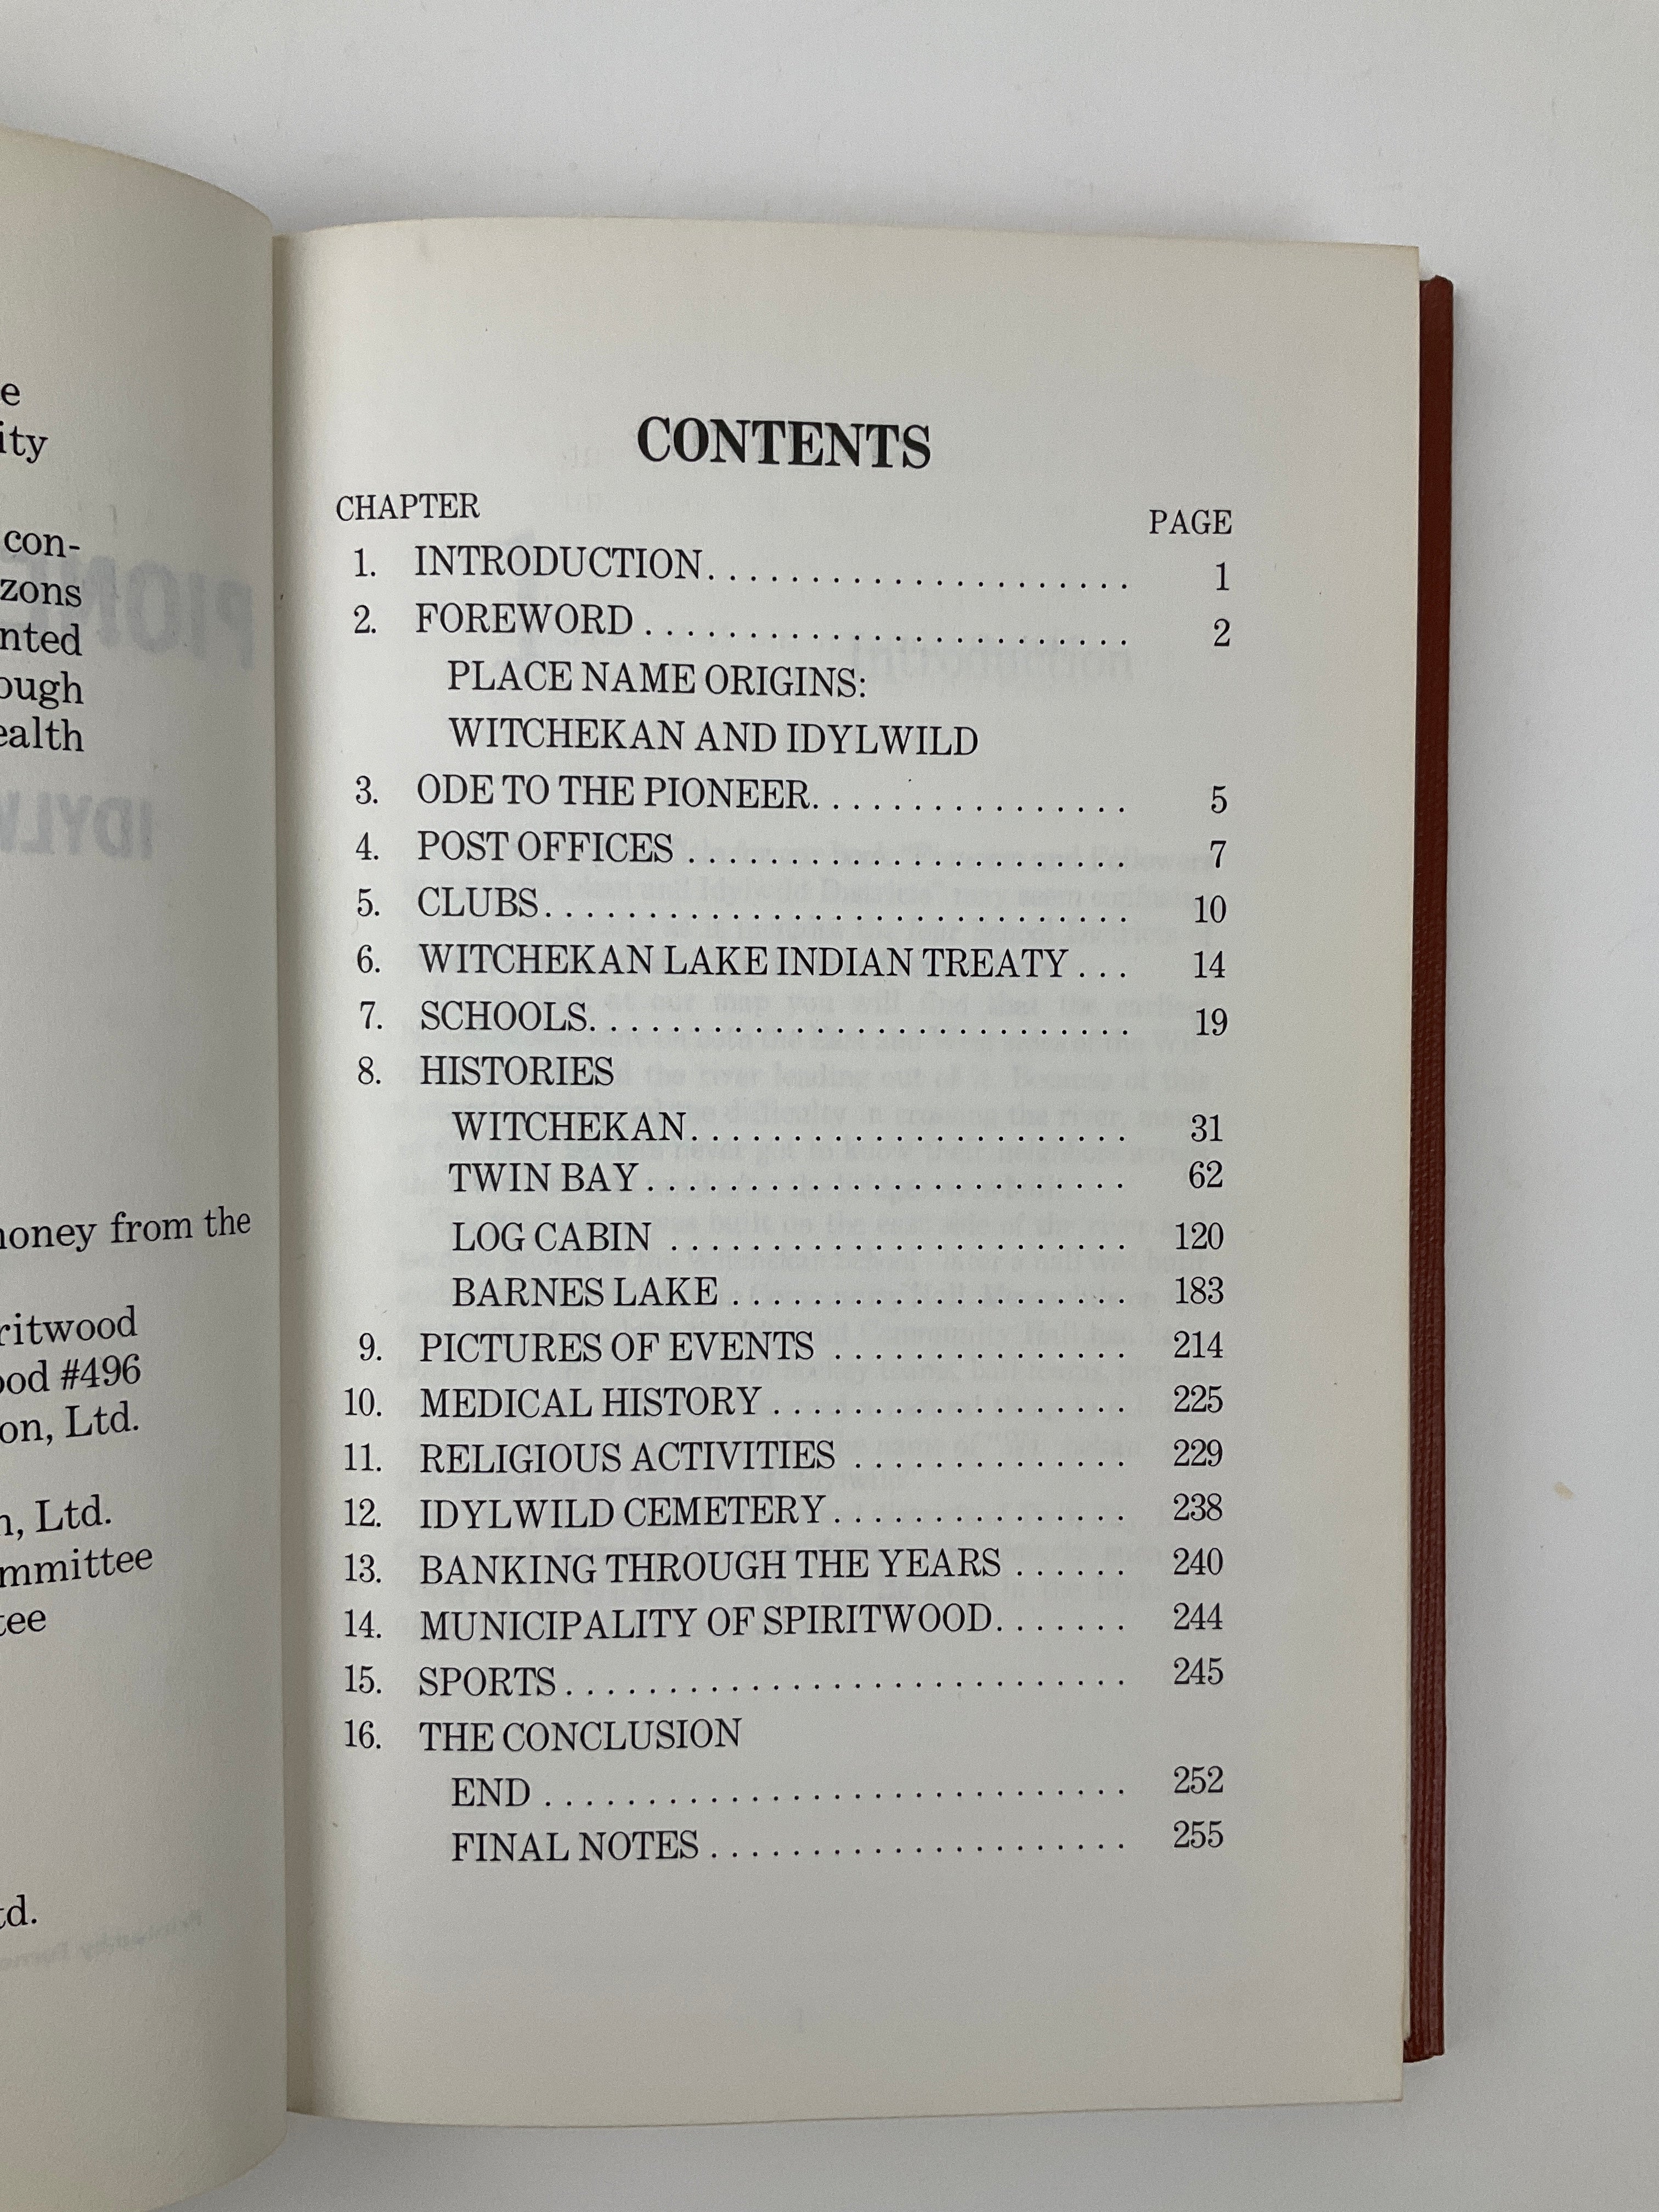 e
ity
con-
zons
nted
ough
ealth
money from the
ritwood
ood #496
on, Ltd.
n, Ltd.
mmittee
tee
td.
CONTENTS
CHAPTER PAGE
1. INTRODUCTION. . . . . . . . . . . . . . . . . . . . . 1
2. FOREWORD . . . . . . . . . . . . . . . . . . . . . . . . 2
PLACE NAME ORIGINS:
WITCHEKAN AND IDYLWILD
3. ODE TO THE PIONEER. . . . . . . . . . . . . . . . 5
4. POST OFFICES . . . . . . . . . . . . . . . . . . . . . . 7
5. CLUBS. . . . . . . . . . . . . . . . . . . . . . . . . . . . . 10
6. WITCHEKAN LAKE INDIAN TREATY . . . 14
7. SCHOOLS. . . . . . . . . . . . . . . . . . . . . . . . . . . 19
8. HISTORIES
WITCHEKAN. . . . . . . . . . . . . . . . . . . . . . 31
TWIN BAY . . . . . . . . . . . . . . . . . . . . . . . . 62
LOG CABIN . . . . . . . . . . . . . . . . . . . . . . . 120
BARNES LAKE . . . . . . . . . . . . . . . . . . . . 183
9. PICTURES OF EVENTS . . . . . . . . . . . . . . . 214
10. MEDICAL HISTORY . . . . . . . . . . . . . . . . . . 225
11. RELIGIOUS ACTIVITIES . . . . . . . . . . . . . . 229
12. IDYLWILD CEMETERY. . . . . . . . . . . . . . . 238
13. BANKING THROUGH THE YEARS . . . . . . 240
14. MUNICIPALITY OF SPIRITWOOD. . . . . . . 244
15. SPORTS . . . . . . . . . . . . . . . . . . . . . . . . . . . . 245
16. THE CONCLUSION
END . . . . . . . . . . . . . . . . . . . . . . . . . . . . . 252
FINAL NOTES . . . . . . . . . . . . . . . . . . . . . 255